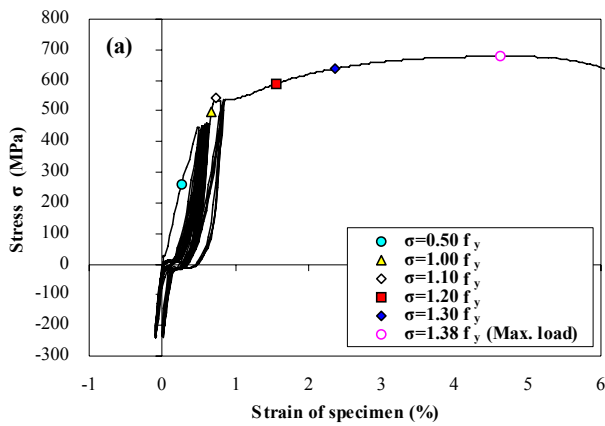 (a)
800
700
600
500
400
300
200
100
0
-100
-200
-300
Stress σ (MPa)
σ=0.50 f y
σ=1.00 f y
σ=1.10 f y
σ=1.20 f y
σ=1.30 f y
σ=1.38 f y (Max. load)
-1 0 1 2 3 4 5 6
Strain of specimen (%)